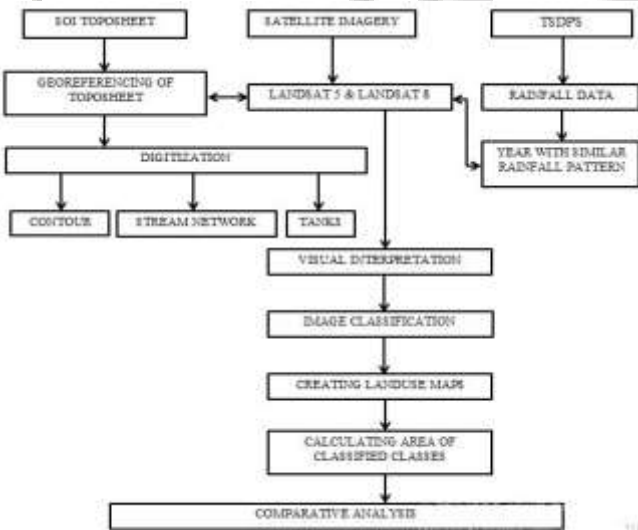 SOI TOPOSHEET
SATELLITE IMAGERY
TSDPS
GEOREFERENCING OF
TOPOSHEET
LANDSAT 5 & LANDSAT 8
RAINFALL DATA
DIGITIZATION
YEAR WITH SIMILAR
RAINFALL PATTERN
CONTOUR
STREAM NETWORK
TANKS
VISUAL INTERPRETATION
IMAGE CLASSIFICATION
CREATING LANDUSE MAPS
CALCULATING AREA OF
CLASSIFIED CLASSES
COMPARATIVE ANALYSIS